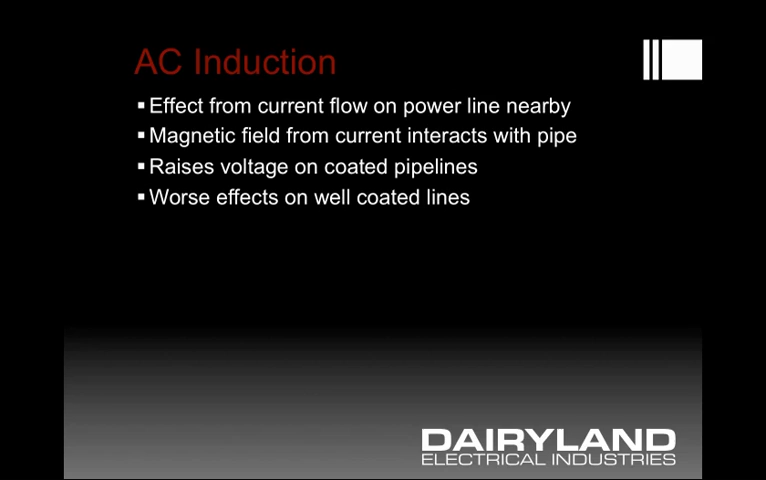 AC Induction
Effect from current flow on power line nearby
Magnetic field from current interacts with pipe
Raises voltage on coated pipelines
Worse effects on well coated lines
DAIRYLAND
ELECTRICAL INDUSTRIES